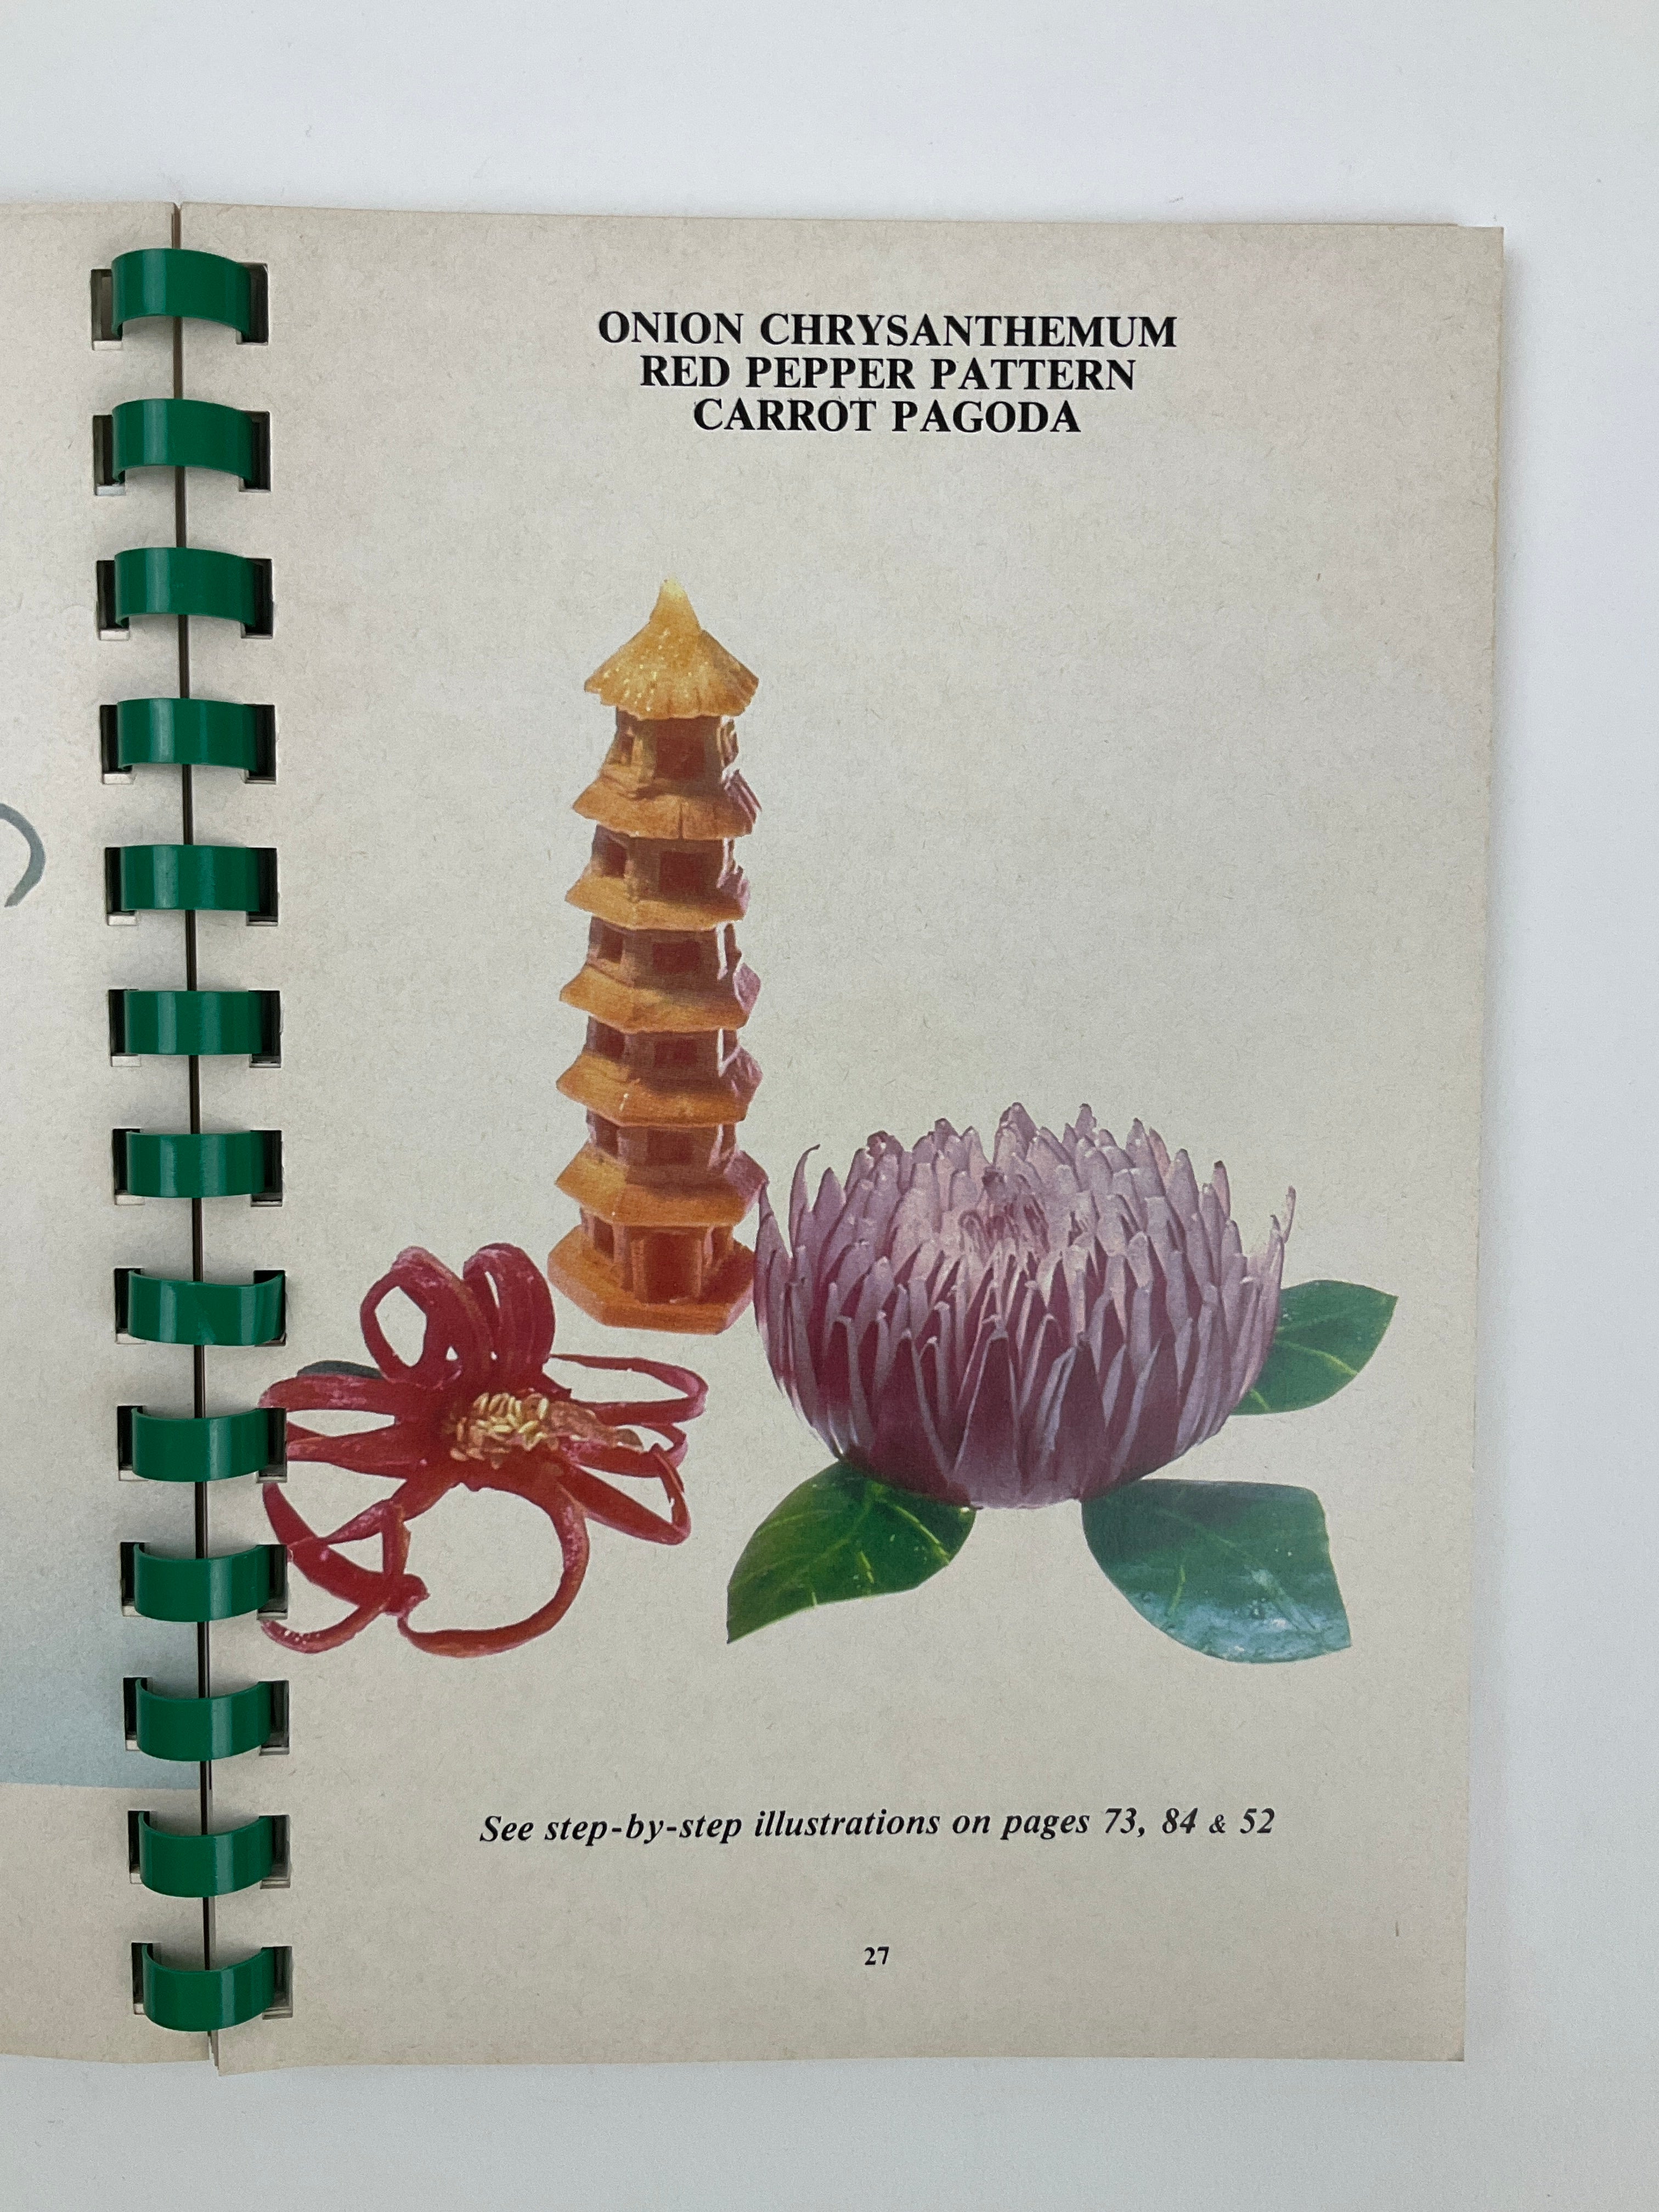 ONION CHRYSANTHEMUM
RED PEPPER PATTERN
CARROT PAGODA
See step-by-step illustrations on pages 73, 84 & 52
27